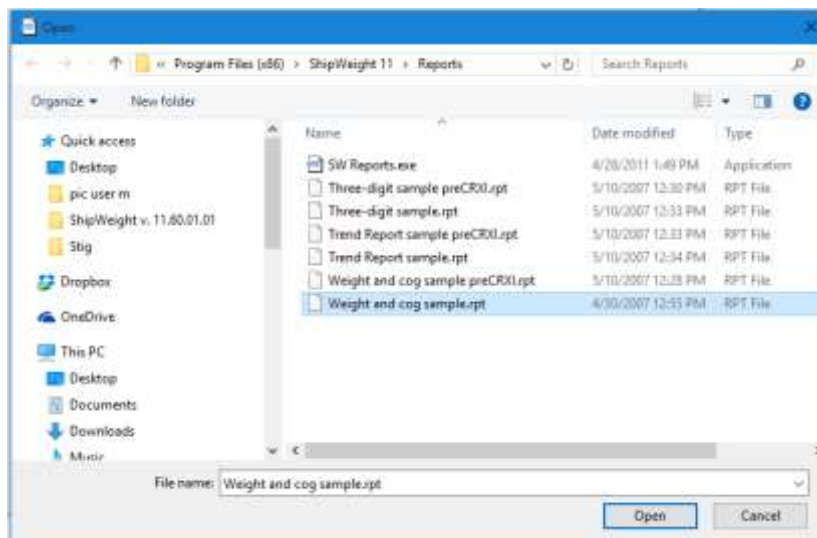 Open
« Program Files (x86) › ShipWeight 11 › Reports
Search Reports
Organize
New folder
Name
Date modified
Type
Quick access
Desktop
pic user m
ShipWeight v. 11.60.01.01
Stig
Dropbox
OneDrive
This PC
Desktop
Documents
Downloads
Music
SW Reports.exe 4/28/2011 1:49 PM Application
Three-digit sample preCRXI.rpt 5/10/2007 12:30 PM RPT File
Three-digit sample.rpt 5/10/2007 12:33 PM RPT File
Trend Report sample preCRXI.rpt 5/10/2007 12:33 PM RPT File
Trend Report sample.rpt 5/10/2007 12:34 PM RPT File
Weight and cog sample preCRXI.rpt 5/10/2007 12:28 PM RPT File
Weight and cog sample.rpt 4/30/2007 12:55 PM RPT File
File name: Weight and cog sample.rpt
Open
Cancel